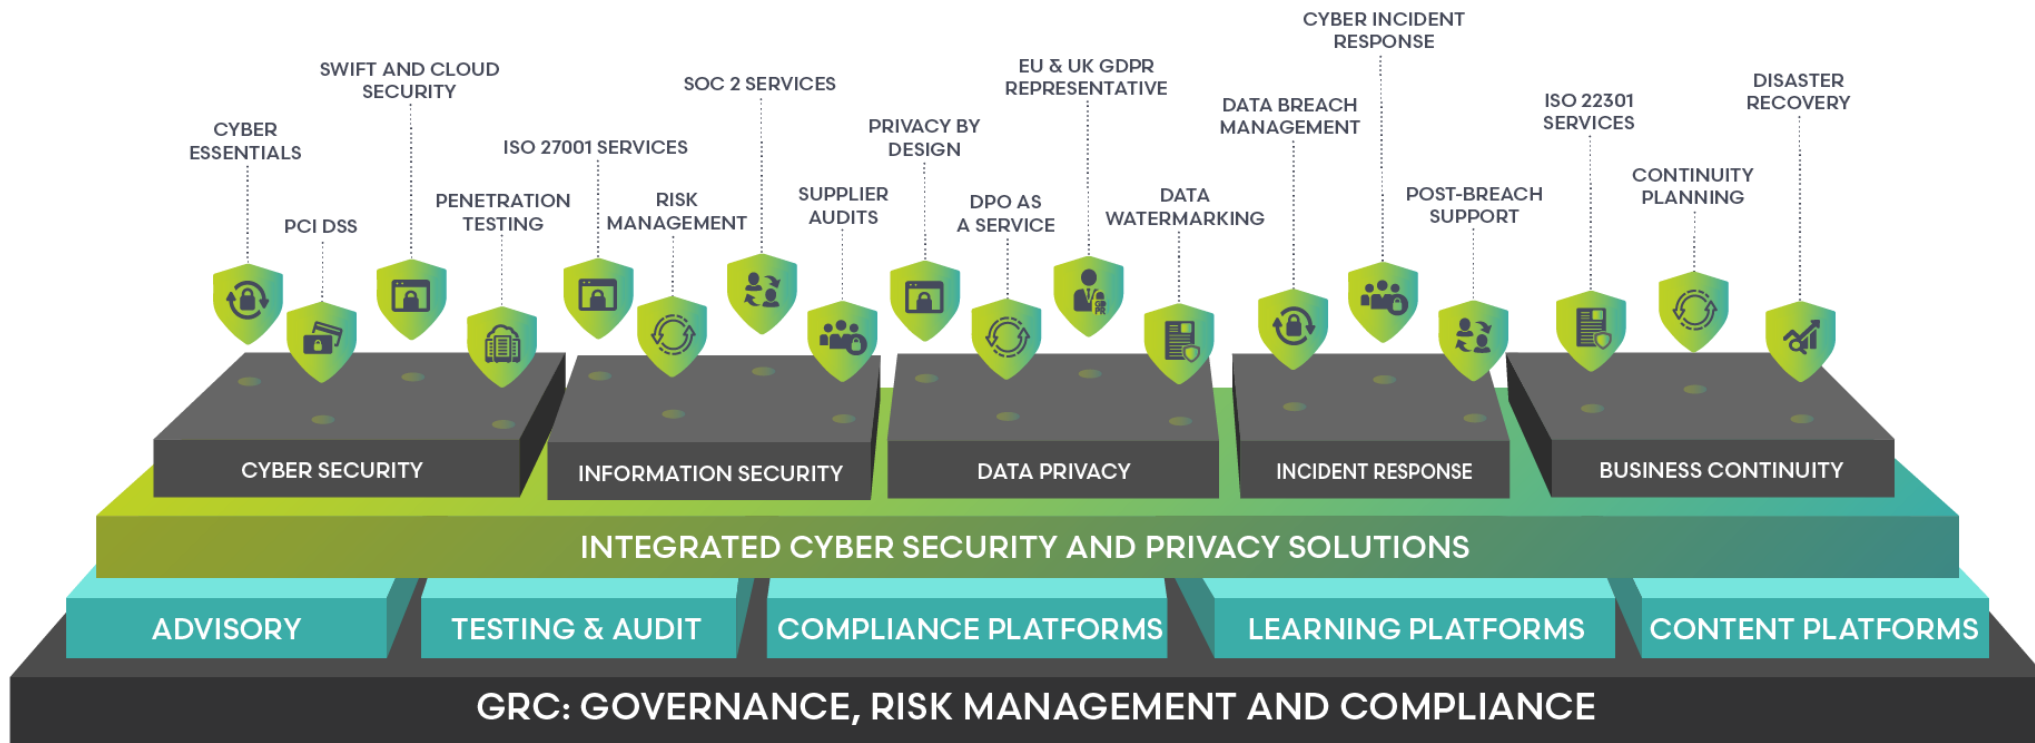 CYBER
ESSENTIALS
PCI DSS
SWIFT AND CLOUD
SECURITY
PENETRATION
TESTING
ISO 27001 SERVICES
RISK
MANAGEMENT
SOC 2 SERVICES
SUPPLIER
AUDITS
PRIVACY BY
DESIGN
DPO AS
A SERVICE
EU & UK GDPR
REPRESENTATIVE
DATA
WATERMARKING
DATA BREACH
MANAGEMENT
CYBER INCIDENT
RESPONSE
POST-BREACH
SUPPORT
ISO 22301
SERVICES
CONTINUITY
PLANNING
DISASTER
RECOVERY
CYBER SECURITY
INFORMATION SECURITY
DATA PRIVACY
INCIDENT RESPONSE
BUSINESS CONTINUITY
INTEGRATED CYBER SECURITY AND PRIVACY SOLUTIONS
ADVISORY
TESTING & AUDIT
COMPLIANCE PLATFORMS
LEARNING PLATFORMS
CONTENT PLATFORMS
GRC: GOVERNANCE, RISK MANAGEMENT AND COMPLIANCE